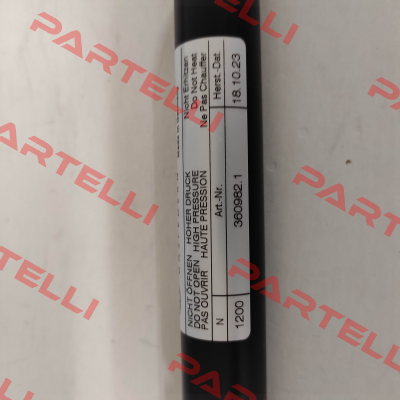 NICHT ÖFFNEN HOHER DRUCK Nicht Erhitzen
DO NOT OPEN HIGH PRESSURE Do Not Heat
PAS OUVRIR HAUTE PRESSION Ne Pas Chauffer
N Art.-Nr. Herst.-Dat.
1200 360982.1 18.10.23
PARTELLI
PARTELLI
PARTELLI
PARTELLI